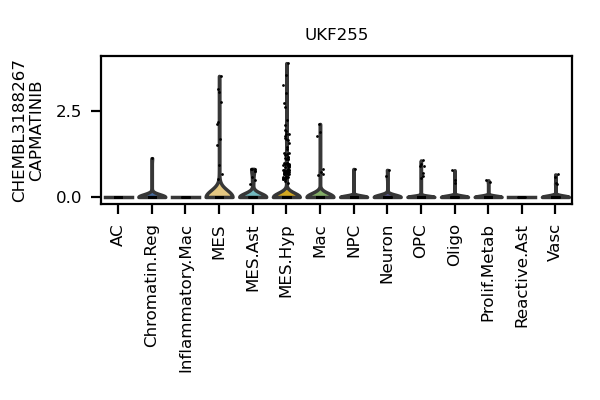 UKF255
CHEMBL3188267
CAPMATINIB
2.5
0.0
AC
Chromatin.Reg
Inflammatory.Mac
MES
MES.Ast
MES.Hyp
Mac
NPC
Neuron
OPC
Oligo
Prolif.Metab
Reactive.Ast
Vasc